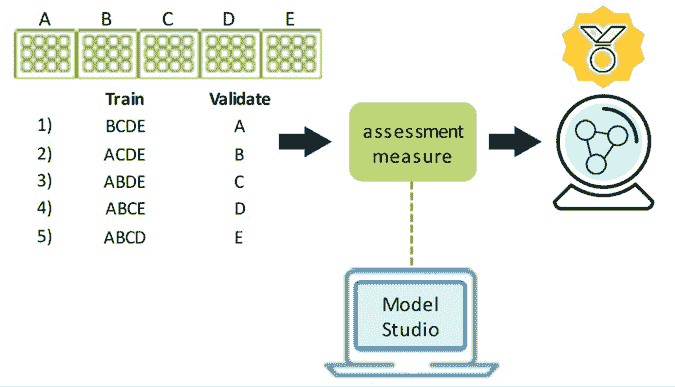 A B C D E
Train Validate
1) BCDE A
2) ACDE B
3) ABDE C
4) ABCE D
5) ABCD E
assessment
measure
Model
Studio